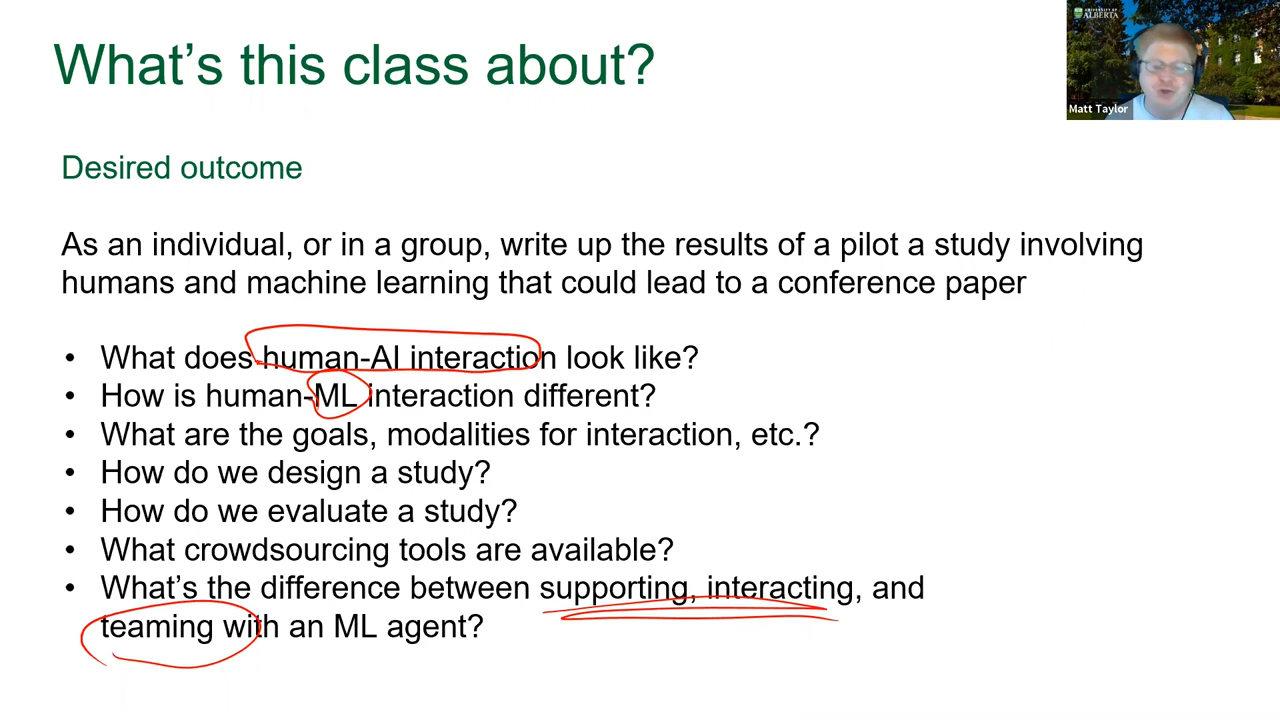 What's this class about?
UNIVERSITY OF
ALBERTA
Matt Taylor
Desired outcome
As an individual, or in a group, write up the results of a pilot a study involving
humans and machine learning that could lead to a conference paper
• What does human-AI interaction look like?
• How is human-ML interaction different?
• What are the goals, modalities for interaction, etc.?
• How do we design a study?
• How do we evaluate a study?
• What crowdsourcing tools are available?
• What's the difference between supporting, interacting, and
teaming with an ML agent?